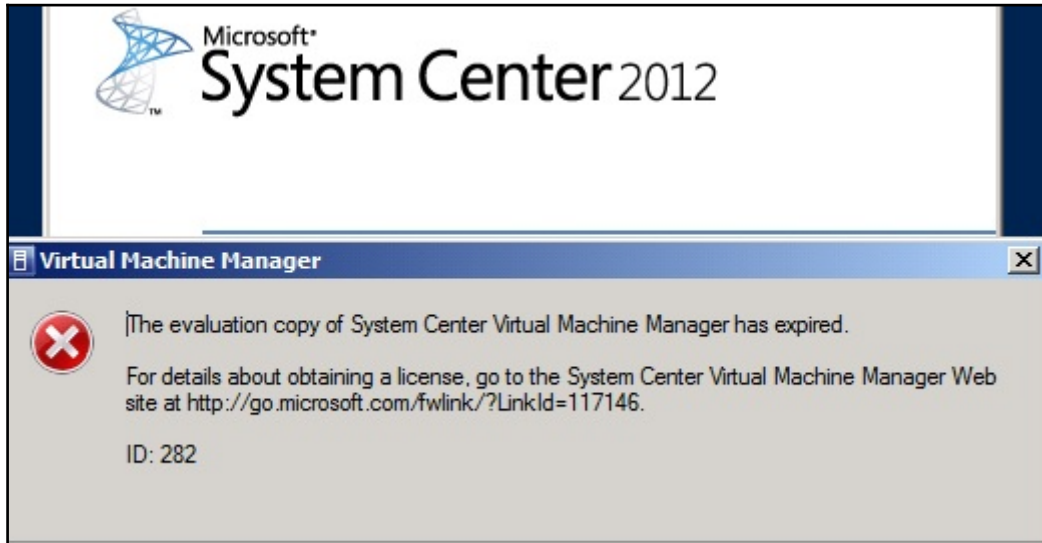 Microsoft®
System Center 2012
TM
Virtual Machine Manager
The evaluation copy of System Center Virtual Machine Manager has expired.
For details about obtaining a license, go to the System Center Virtual Machine Manager Web
site at http://go.microsoft.com/fwlink/?LinkId=117146.
ID: 282